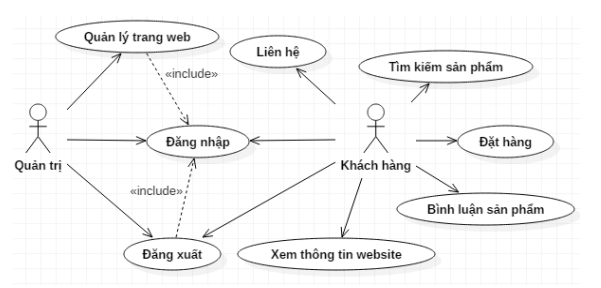 Quản lý trang web
Liên hệ
Tìm kiếm sản phẩm
«include»
Đăng nhập
Đặt hàng
Quản trị
Khách hàng
«include»
Bình luận sản phẩm
Đăng xuất
Xem thông tin website